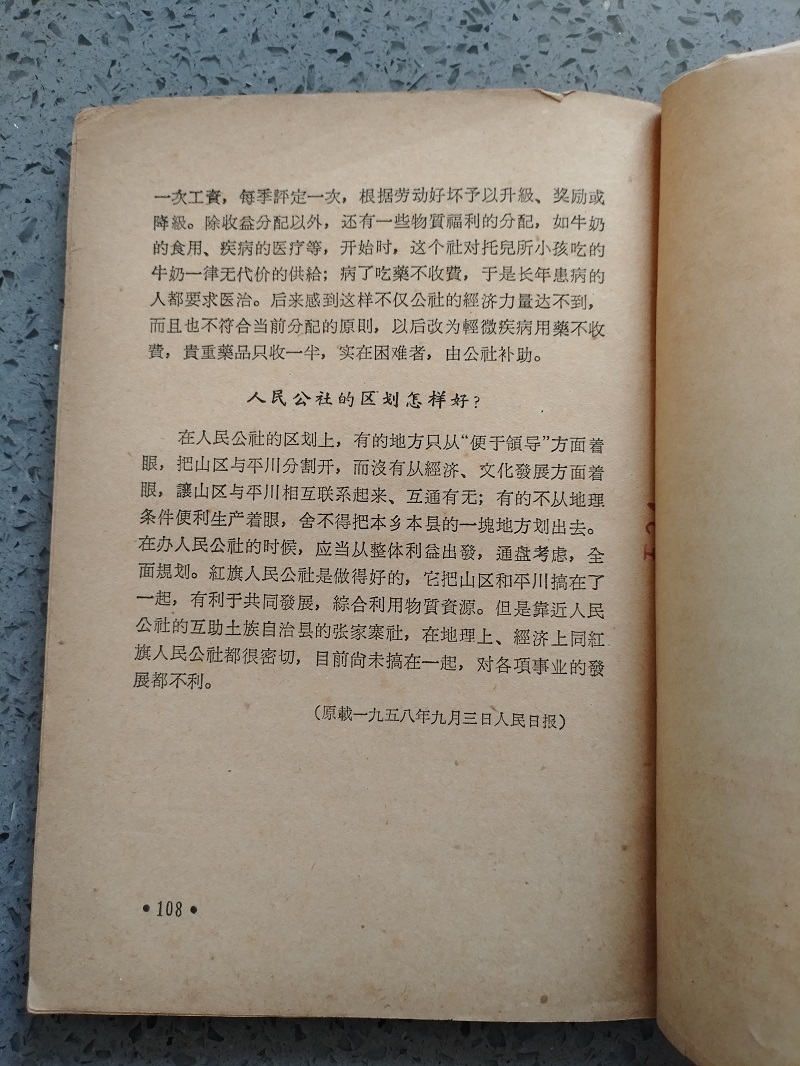 一次工資，每季評定一次，根据劳动好坏予以升級、奖励或
降級。除收益分配以外，还有一些物質福利的分配，如牛奶
的食用、疾病的医疗等，开始时，这个社对托兒所小孩吃的
牛奶一律无代价的供給；病了吃藥不收費，于是长年患病的
人都要求医治。后来感到这样不仅公社的經济力量达不到，
而且也不符合当前分配的原則，以后改为輕微疾病用藥不收
費，貴重藥品只收一半，实在困难者，由公社补助。
人民公社的区划怎样好？
在人民公社的区划上，有的地方只从“便于領导”方面着
眼，把山区与平川分割开，而沒有从經济、文化發展方面着
眼，讓山区与平川相互联系起来、互通有无；有的不从地理
条件便利生产着眼，舍不得把本乡本县的一塊地方划出去。
在办人民公社的时候，应当从整体利益出發，通盘考虑，全
面規划。紅旗人民公社是做得好的，它把山区和平川搞在了
一起，有利于共同發展，綜合利用物質資源。但是靠近人民
公社的互助土族自治县的张家寨社，在地理上、經济上同紅
旗人民公社都很密切，目前尚未搞在一起，对各項事业的發
展都不利。
（原載一九五八年九月三日人民日报）
•108•